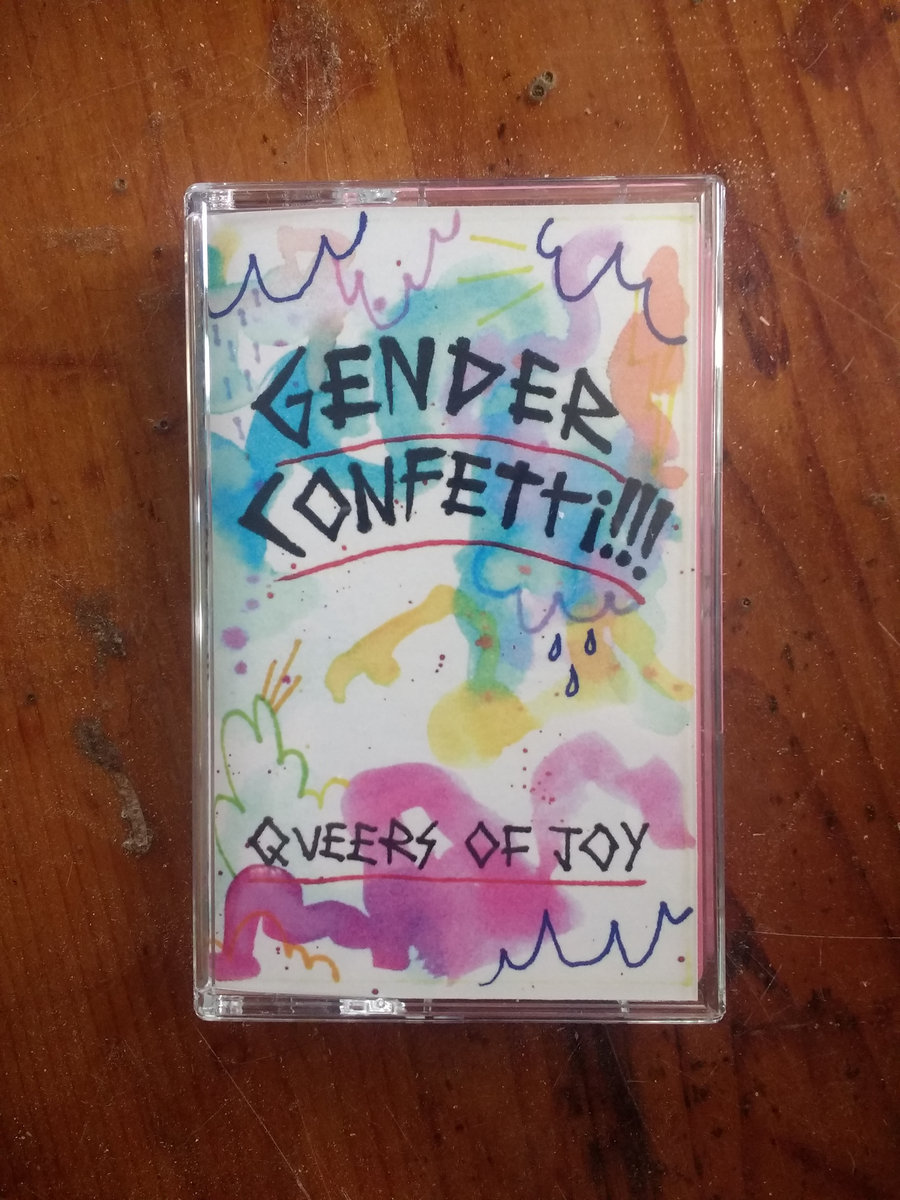 GENDER
CONFETTi!!!
QUEERS OF JOY